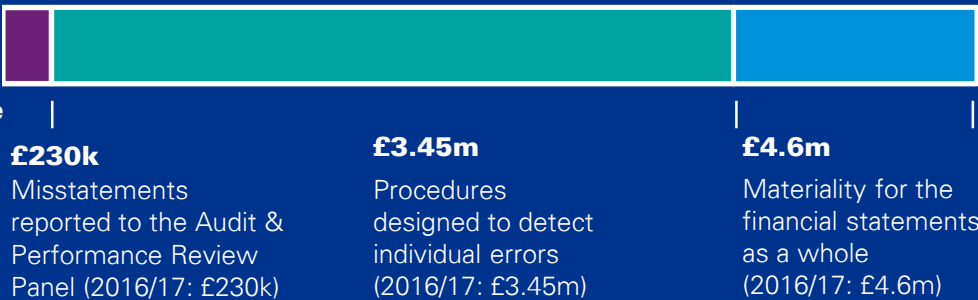 £230k
Misstatements
reported to the Audit &
Performance Review
Panel (2016/17: £230k)
£3.45m
Procedures
designed to detect
individual errors
(2016/17: £3.45m)
£4.6m
Materiality for the
financial statements
as a whole
(2016/17: £4.6m)